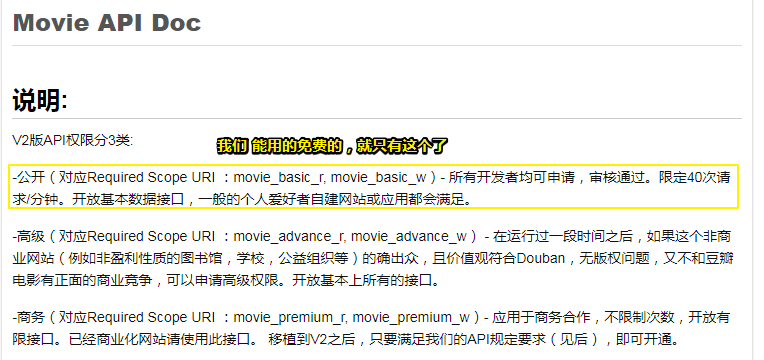 Movie API Doc
说明:
V2版API权限分3类:
我们 能用的免费的，就只有这个了
-公开（对应Required Scope URI ：movie_basic_r, movie_basic_w）- 所有开发者均可申请，审核通过。限定40次请
求/分钟。开放基本数据接口，一般的个人爱好者自建网站或应用都会满足。
-高级（对应Required Scope URI ：movie_advance_r, movie_advance_w） - 在运行过一段时间之后，如果这个非商
业网站（例如非盈利性质的图书馆，学校，公益组织等）的确出众，且价值观符合Douban，无版权问题，又不和豆瓣
电影有正面的商业竞争，可以申请高级权限。开放基本上所有的接口。
-商务（对应Required Scope URI ：movie_premium_r, movie_premium_w）- 应用于商务合作，不限制次数，开放有
限接口。已经商业化网站请使用此接口。 移植到V2之后，只要满足我们的API规定要求（见后），即可开通。